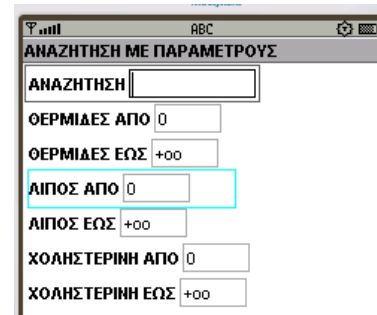 ABC
ΑΝΑΖΗΤΗΣΗ ΜΕ ΠΑΡΑΜΕΤΡΟΥΣ
ΑΝΑΖΗΤΗΣΗ
ΘΕΡΜΙΔΕΣ ΑΠΟ 0
ΘΕΡΜΙΔΕΣ ΕΩΣ +oo
ΛΙΠΟΣ ΑΠΟ 0
ΛΙΠΟΣ ΕΩΣ +oo
ΧΟΛΗΣΤΕΡΙΝΗ ΑΠΟ 0
ΧΟΛΗΣΤΕΡΙΝΗ ΕΩΣ +oo